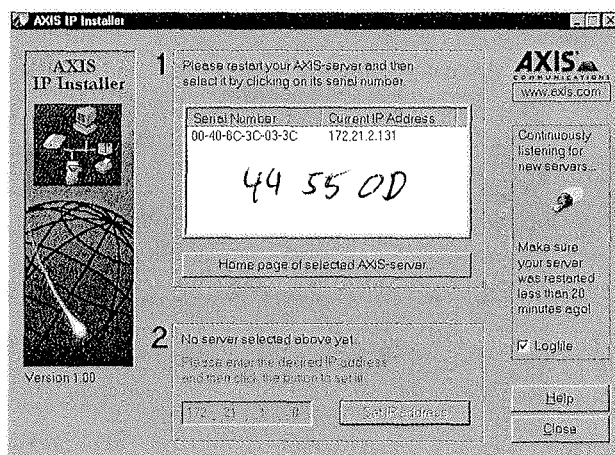 AXIS IP Installer
AXIS
IP Installer
Version 1.00
1
Please restart your AXIS-server and then
select it by clicking on its serial number.
Serial Number Current IP Address
00-40-8C-3C-03-3C 172.21.2.131
44 55 0D
Home page of selected AXIS-server
2
No server selected above yet.
Please enter the desired IP-address
and then click the button to set it!
172 . 21 . 1 . 0
Set IP-address
AXIS
COMMUNICATIONS
www.axis.com
Continuously
listening for
new servers...
Make sure
your server
was restarted
less than 20
minutes ago!
Logfile
Help
Close